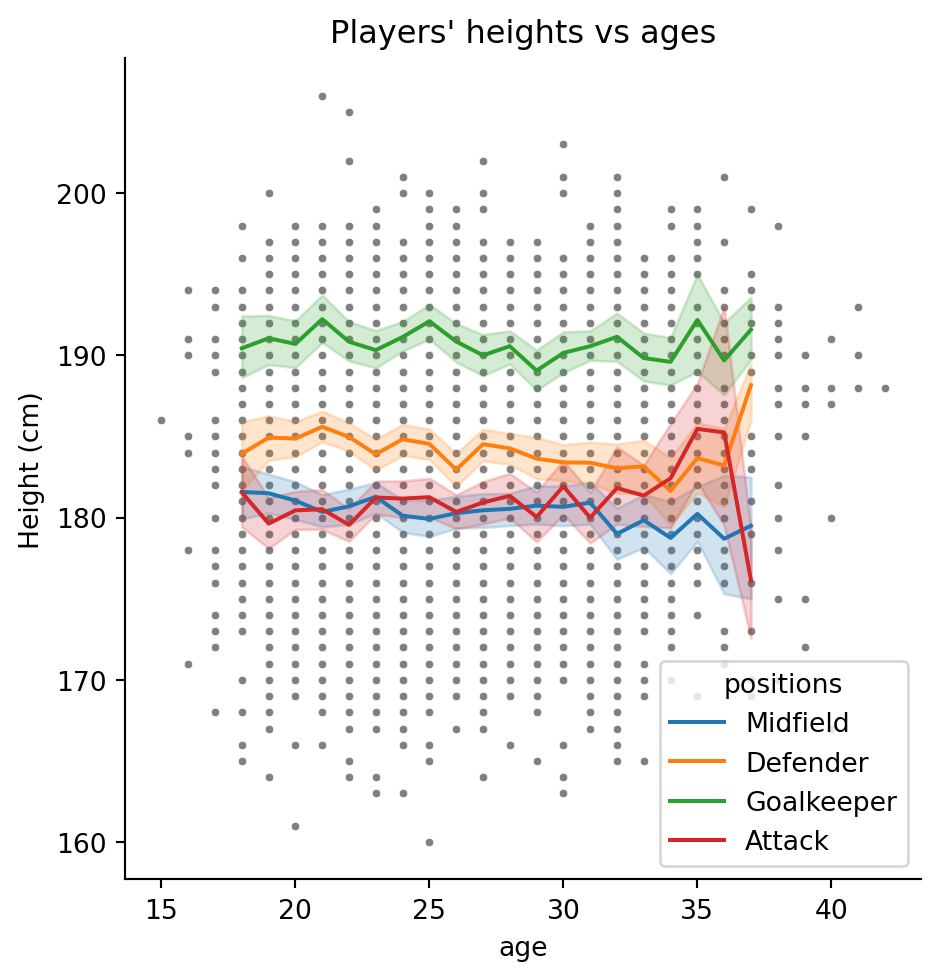 Players' heights vs ages
Height (cm)
200
190
180
170
160
15 20 25 30 35 40
age
positions
Midfield
Defender
Goalkeeper
Attack